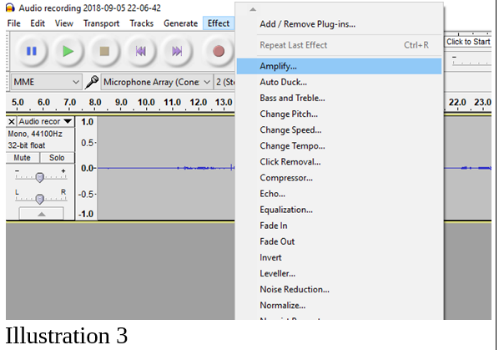 Audio recording 2018-09-05 22-06-42
File Edit View Transport Tracks Generate Effect
Add / Remove Plug-ins...
Repeat Last Effect Ctrl+R
Click to Start
MME Microphone Array (Cone 2 (Ste
5.0 6.0 7.0 8.0 9.0 10.0 11.0 12.0 13.0 22.0 23.0
Audio recor
Mono, 44100Hz
32-bit float
Mute Solo
- +
L R
1.0
0.5-
0.0-
-0.5-
-1.0
Amplify...
Auto Duck...
Bass and Treble...
Change Pitch...
Change Speed...
Change Tempo...
Click Removal...
Compressor...
Echo...
Equalization...
Fade In
Fade Out
Invert
Leveller...
Noise Reduction...
Normalize...
Illustration 3